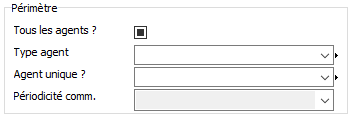 Périmètre
Tous les agents ?
Type agent
Agent unique ?
Périodicité comm.